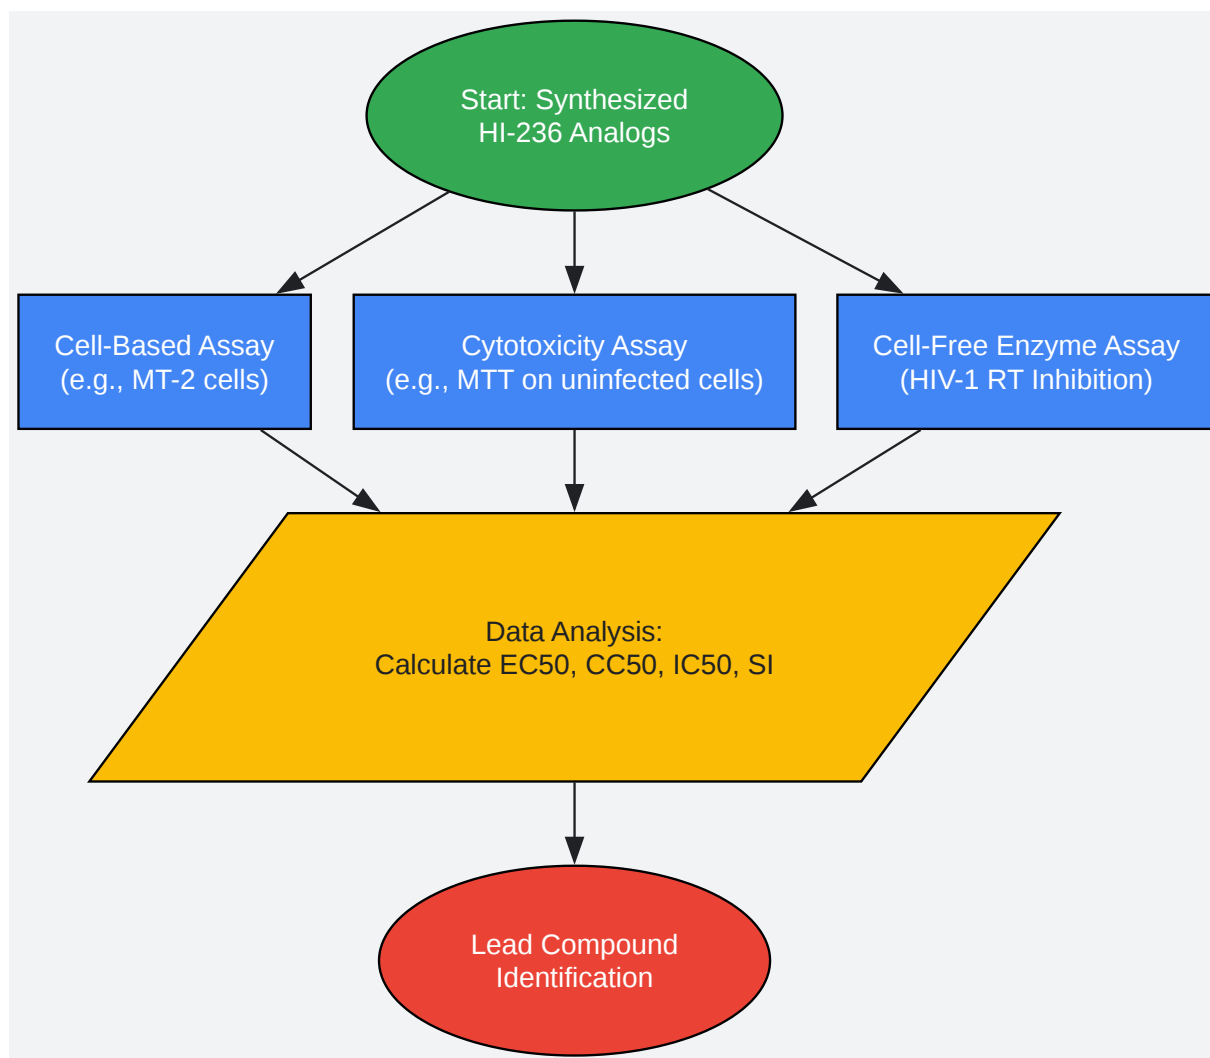 Start: Synthesized
HI-236 Analogs
Cell-Based Assay
(e.g., MT-2 cells)
Cytotoxicity Assay
(e.g., MTT on uninfected cells)
Cell-Free Enzyme Assay
(HIV-1 RT Inhibition)
Data Analysis:
Calculate EC50, CC50, IC50, SI
Lead Compound
Identification